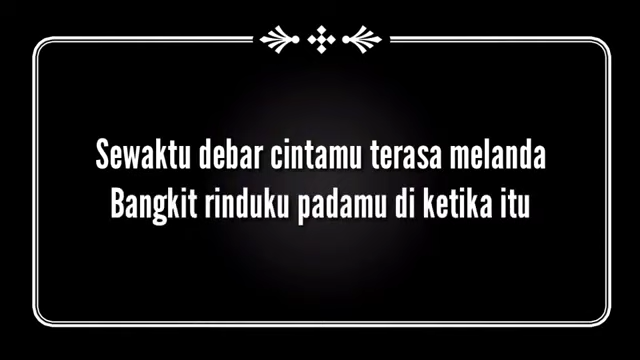 Sewaktu debar cintamu terasa melanda
Bangkit rinduku padamu di ketika itu